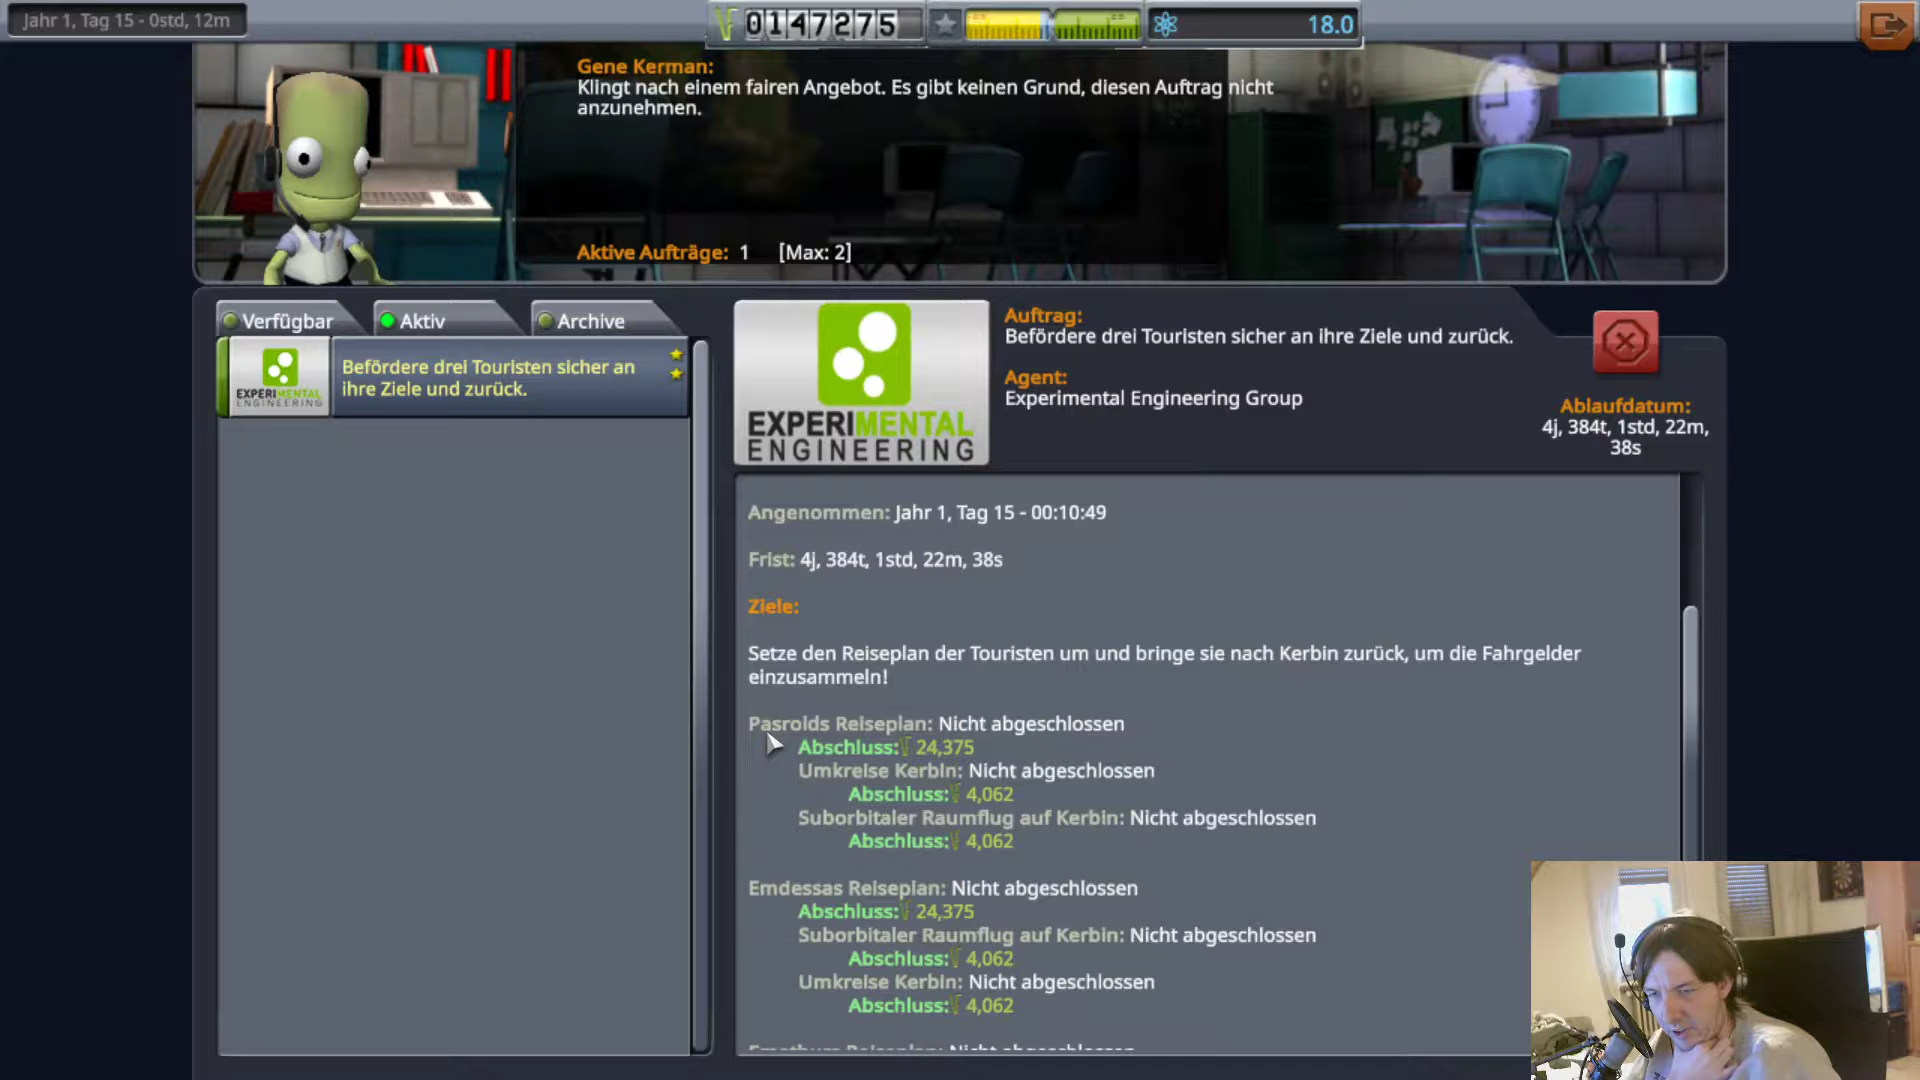 Jahr 1, Tag 15 - 0std, 12m
0147275
18.0
Gene Kerman:
Klingt nach einem fairen Angebot. Es gibt keinen Grund, diesen Auftrag nicht
anzunehmen.
Aktive Aufträge: 1 [Max: 2]
Verfügbar
Aktiv
Archive
EXPERIMENTAL
ENGINEERING
Befördere drei Touristen sicher an
ihre Ziele und zurück.
EXPERIMENTAL
ENGINEERING
Auftrag:
Befördere drei Touristen sicher an ihre Ziele und zurück.
Agent:
Experimental Engineering Group
Ablaufdatum:
4j, 384t, 1std, 22m,
38s
Angenommen: Jahr 1, Tag 15 - 00:10:49
Frist: 4j, 384t, 1std, 22m, 38s
Ziele:
Setze den Reiseplan der Touristen um und bringe sie nach Kerbin zurück, um die Fahrgelder
einzusammeln!
Pasrolds Reiseplan: Nicht abgeschlossen
Abschluss: 24,375
Umkreise Kerbin: Nicht abgeschlossen
Abschluss: 4,062
Suborbitaler Raumflug auf Kerbin: Nicht abgeschlossen
Abschluss: 4,062
Emdessas Reiseplan: Nicht abgeschlossen
Abschluss: 24,375
Suborbitaler Raumflug auf Kerbin: Nicht abgeschlossen
Abschluss: 4,062
Umkreise Kerbin: Nicht abgeschlossen
Abschluss: 4,062
Reiseplan: Nicht abgeschlossen